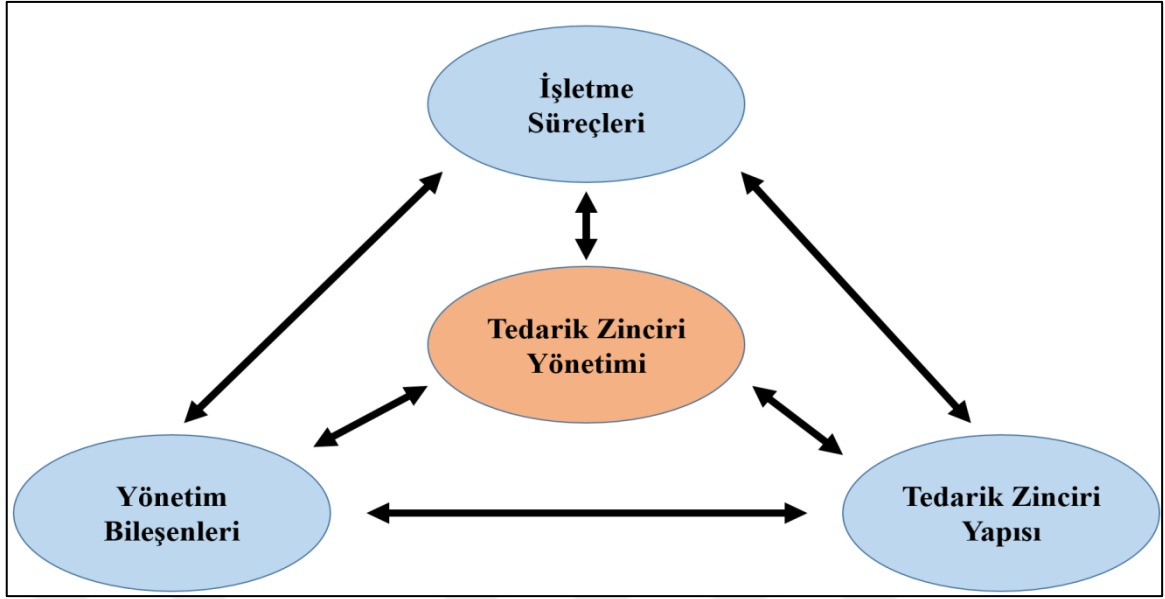 İşletme
Süreçleri
Tedarik Zinciri
Yönetimi
Yönetim
Bileşenleri
Tedarik Zinciri
Yapısı